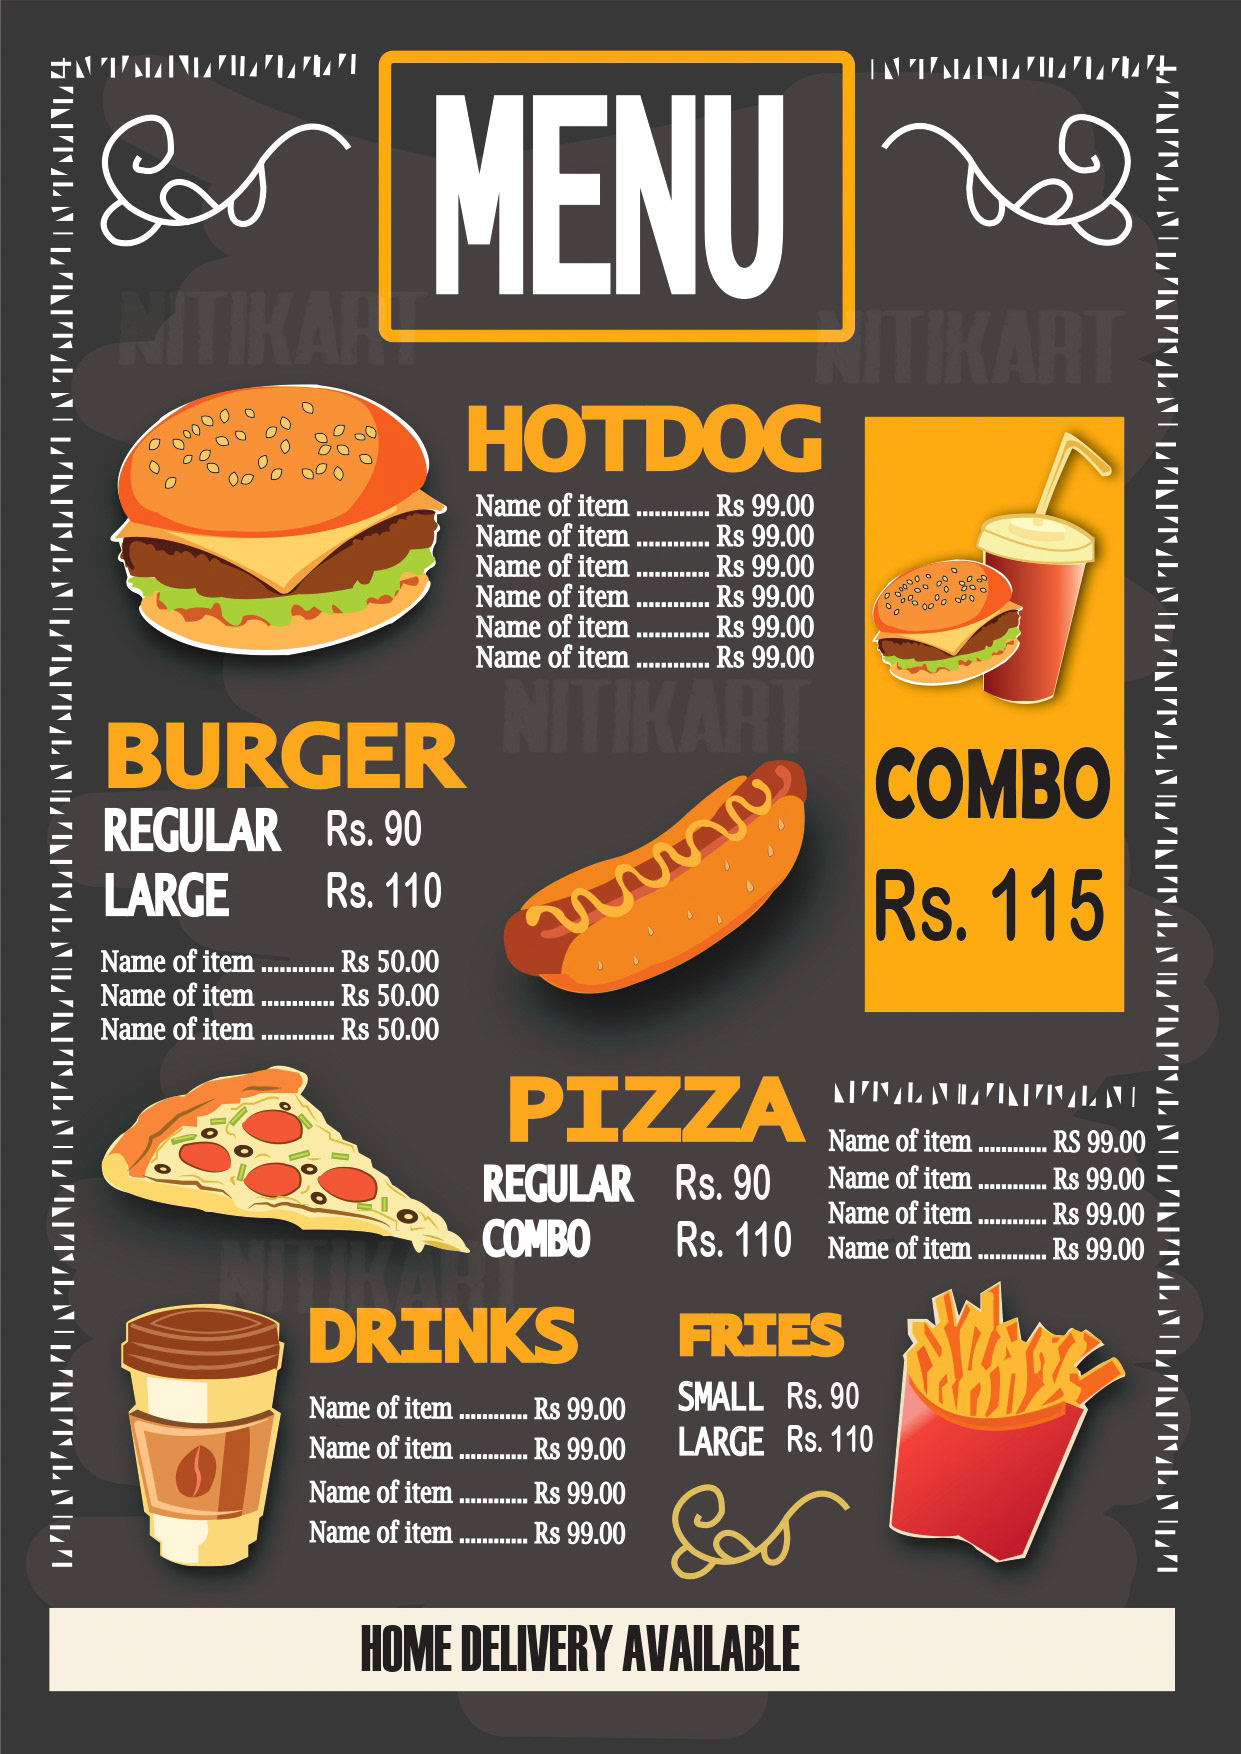 MENU
NITIKART
NITIKART
HOTDOG
Name of item ............ Rs 99.00
Name of item ............ Rs 99.00
Name of item ............ Rs 99.00
Name of item ............ Rs 99.00
Name of item ............ Rs 99.00
Name of item ............ Rs 99.00
NITIKART
COMBO
Rs. 115
BURGER
REGULAR Rs. 90
LARGE Rs. 110
Name of item ............ Rs 50.00
Name of item ............ Rs 50.00
Name of item ............ Rs 50.00
PIZZA
REGULAR Rs. 90
COMBO Rs. 110
Name of item ............ RS 99.00
Name of item ............ Rs 99.00
Name of item ............ Rs 99.00
Name of item ............ Rs 99.00
NITIKART
DRINKS
Name of item ............ Rs 99.00
Name of item ............ Rs 99.00
Name of item ............ Rs 99.00
Name of item ............ Rs 99.00
FRIES
SMALL Rs. 90
LARGE Rs. 110
HOME DELIVERY AVAILABLE